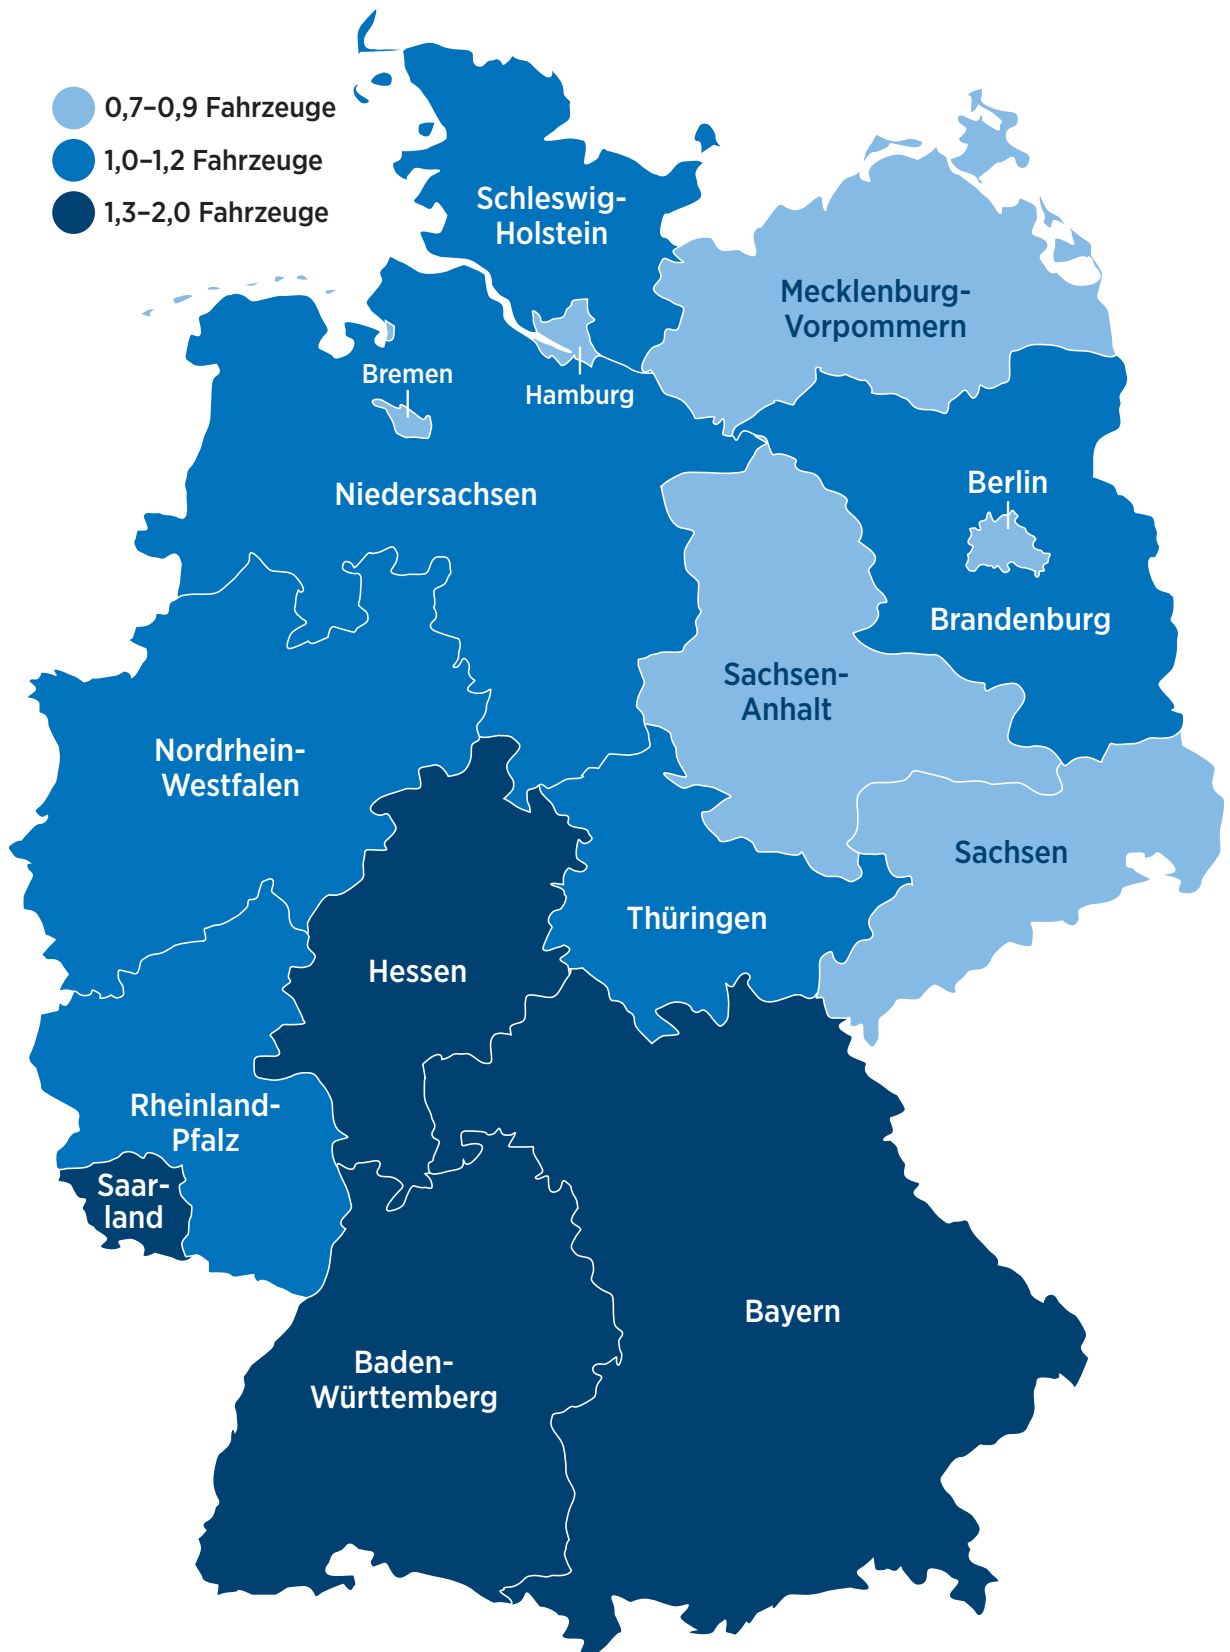 0,7–0,9 Fahrzeuge
1,0–1,2 Fahrzeuge
1,3–2,0 Fahrzeuge
Schleswig-
Holstein
Mecklenburg-
Vorpommern
Bremen
Hamburg
Niedersachsen
Berlin
Brandenburg
Sachsen-
Anhalt
Nordrhein-
Westfalen
Sachsen
Thüringen
Hessen
Rheinland-
Pfalz
Saar-
land
Bayern
Baden-
Württemberg